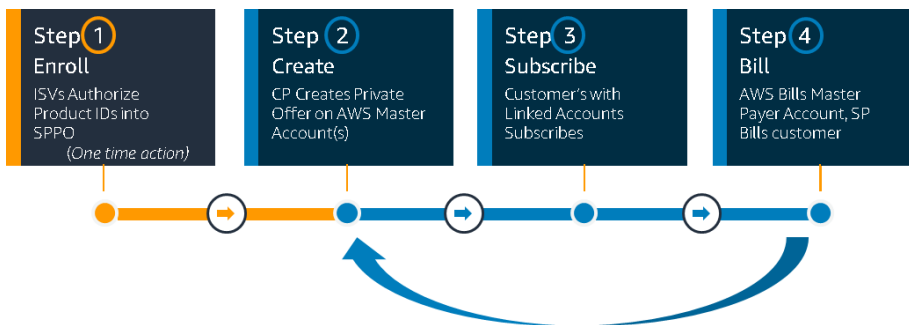 Step 1
Enroll
ISVs Authorize
Product IDs into
SPPO
(One time action)
Step 2
Create
CP Creates Private
Offer on AWS Master
Account(s)
Step 3
Subscribe
Customer's with
Linked Accounts
Subscribes
Step 4
Bill
AWS Bills Master
Payer Account, SP
Bills customer